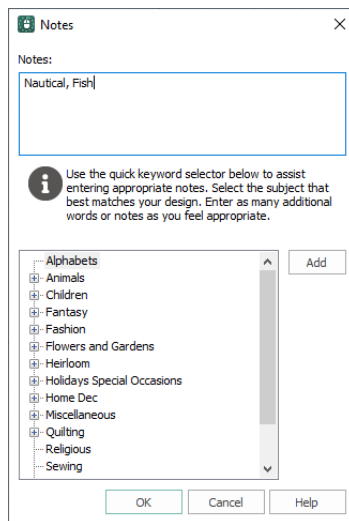 Notes
Notes:
Nautical, Fish
Use the quick keyword selector below to assist
entering appropriate notes. Select the subject that
best matches your design. Enter as many additional
words or notes as you feel appropriate.
Alphabets
Add
Animals
Children
Fantasy
Fashion
Flowers and Gardens
Heirloom
Holidays Special Occasions
Home Dec
Miscellaneous
Quilting
Religious
Sewing
OK
Cancel
Help